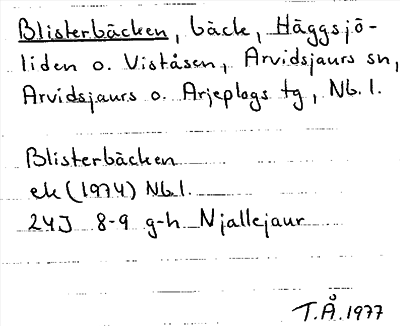 Blisterbäcken, bäck, Häggsjö-
liden o. Viståsen, Arvidsjaurs sn,
Arvidsjaurs o. Arjeplogs tg, Nb. l.
Blisterbäcken
ek (1974) Nb l.
24J 8-9 g-h Njallejaur
T.Å. 1977